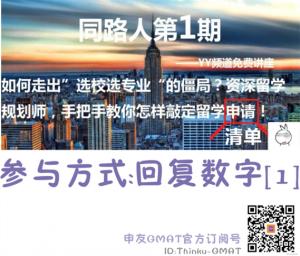 同路人第1期
——YY频道免费讲座
如何走出”选校选专业“的僵局？资深留学
规划师，手把手教你怎样敲定留学申请！
清单
参与方式:回复数字[1]
申友GMAT官方订阅号
ID:Thinku-GMAT